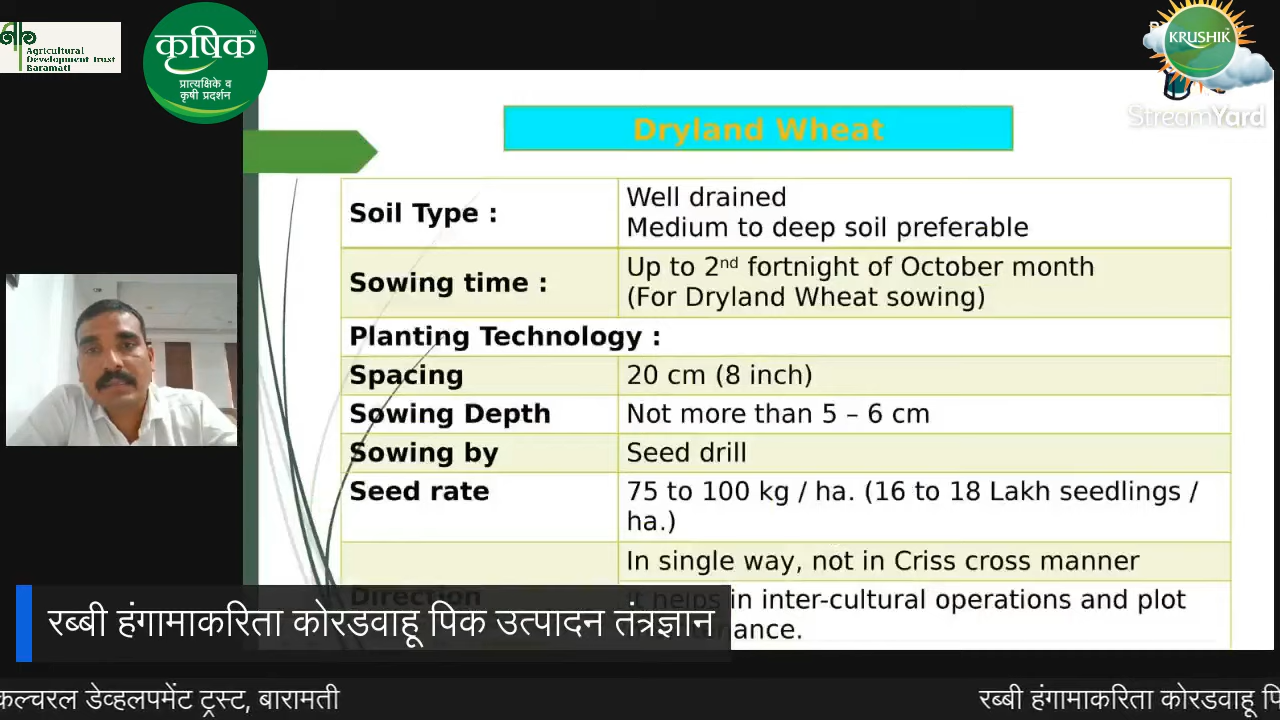 Agricultural
Development Trust
Baramati
कृषिक
प्रात्यक्षिके व
कृषी प्रदर्शन
KRUSHIK
StreamYard
Dryland Wheat
Soil Type :
Well drained
Medium to deep soil preferable
Sowing time :
Up to 2nd fortnight of October month
(For Dryland Wheat sowing)
Planting Technology :
Spacing
20 cm (8 inch)
Sowing Depth
Not more than 5 – 6 cm
Sowing by
Seed drill
Seed rate
75 to 100 kg / ha. (16 to 18 Lakh seedlings /
ha.)
In single way, not in Criss cross manner
Direction
It helps in inter-cultural operations and plot
रब्बी हंगामाकरिता कोरडवाहू पिक उत्पादन तंत्रज्ञान
कल्चरल डेव्हलपमेंट ट्रस्ट, बारामती
रब्बी हंगामाकरिता कोरडवाहू